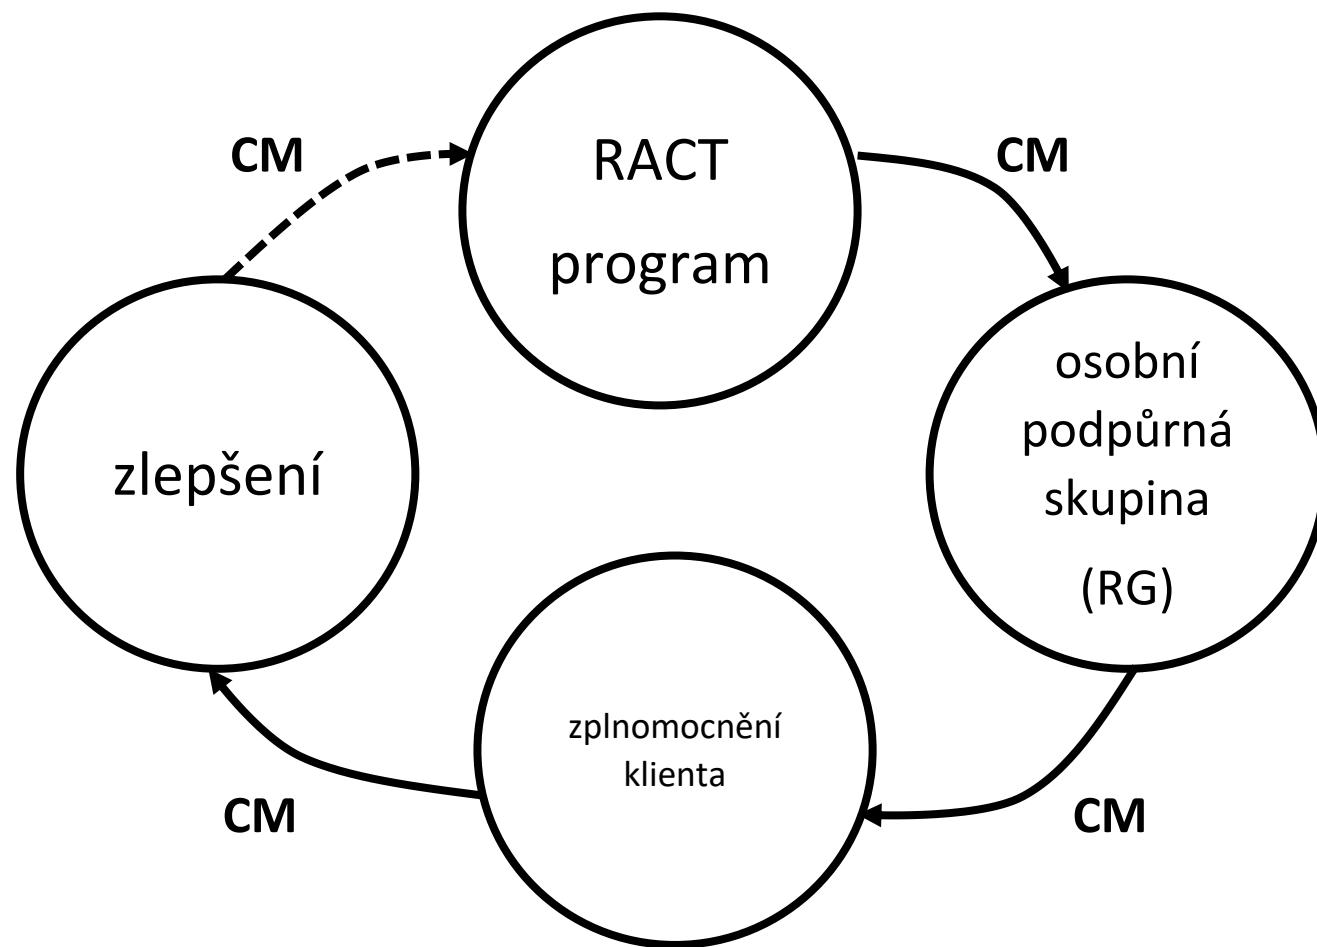 CM
RACT
program
CM
osobní
podpůrná
skupina
(RG)
zlepšení
zplnomocnění
klienta
CM
CM